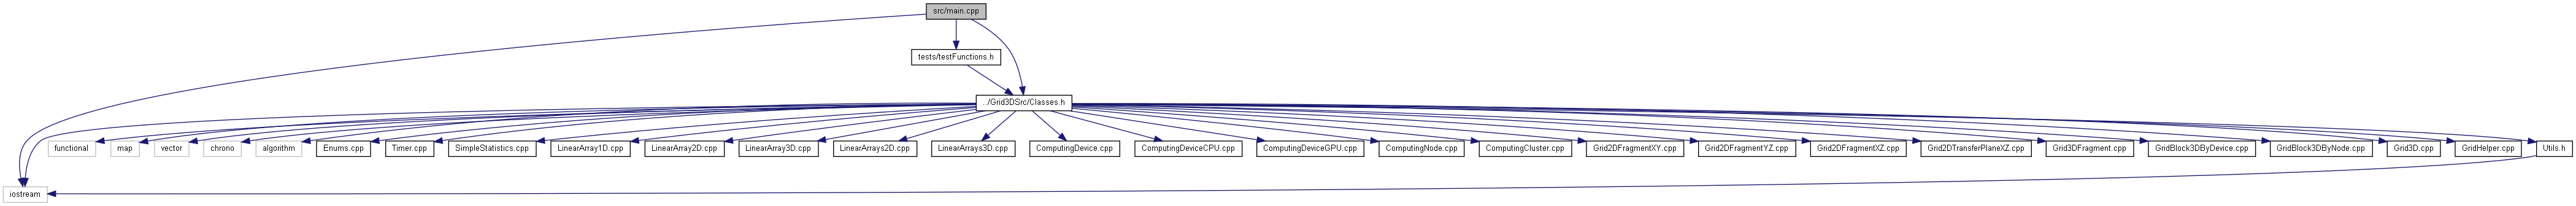 src/main.cpp
tests/testFunctions.h
../Grid3DSrc/Classes.h
functional
map
vector
chrono
algorithm
Enums.cpp
Timer.cpp
SimpleStatistics.cpp
LinearArray1D.cpp
LinearArray2D.cpp
LinearArray3D.cpp
LinearArrays2D.cpp
LinearArrays3D.cpp
ComputingDevice.cpp
ComputingDeviceCPU.cpp
ComputingDeviceGPU.cpp
ComputingNode.cpp
ComputingCluster.cpp
Grid2DFragmentXY.cpp
Grid2DFragmentYZ.cpp
Grid2DFragmentXZ.cpp
Grid2DTransferPlaneXZ.cpp
Grid3DFragment.cpp
GridBlock3DByDevice.cpp
GridBlock3DByNode.cpp
Grid3D.cpp
GridHelper.cpp
Utils.h
iostream